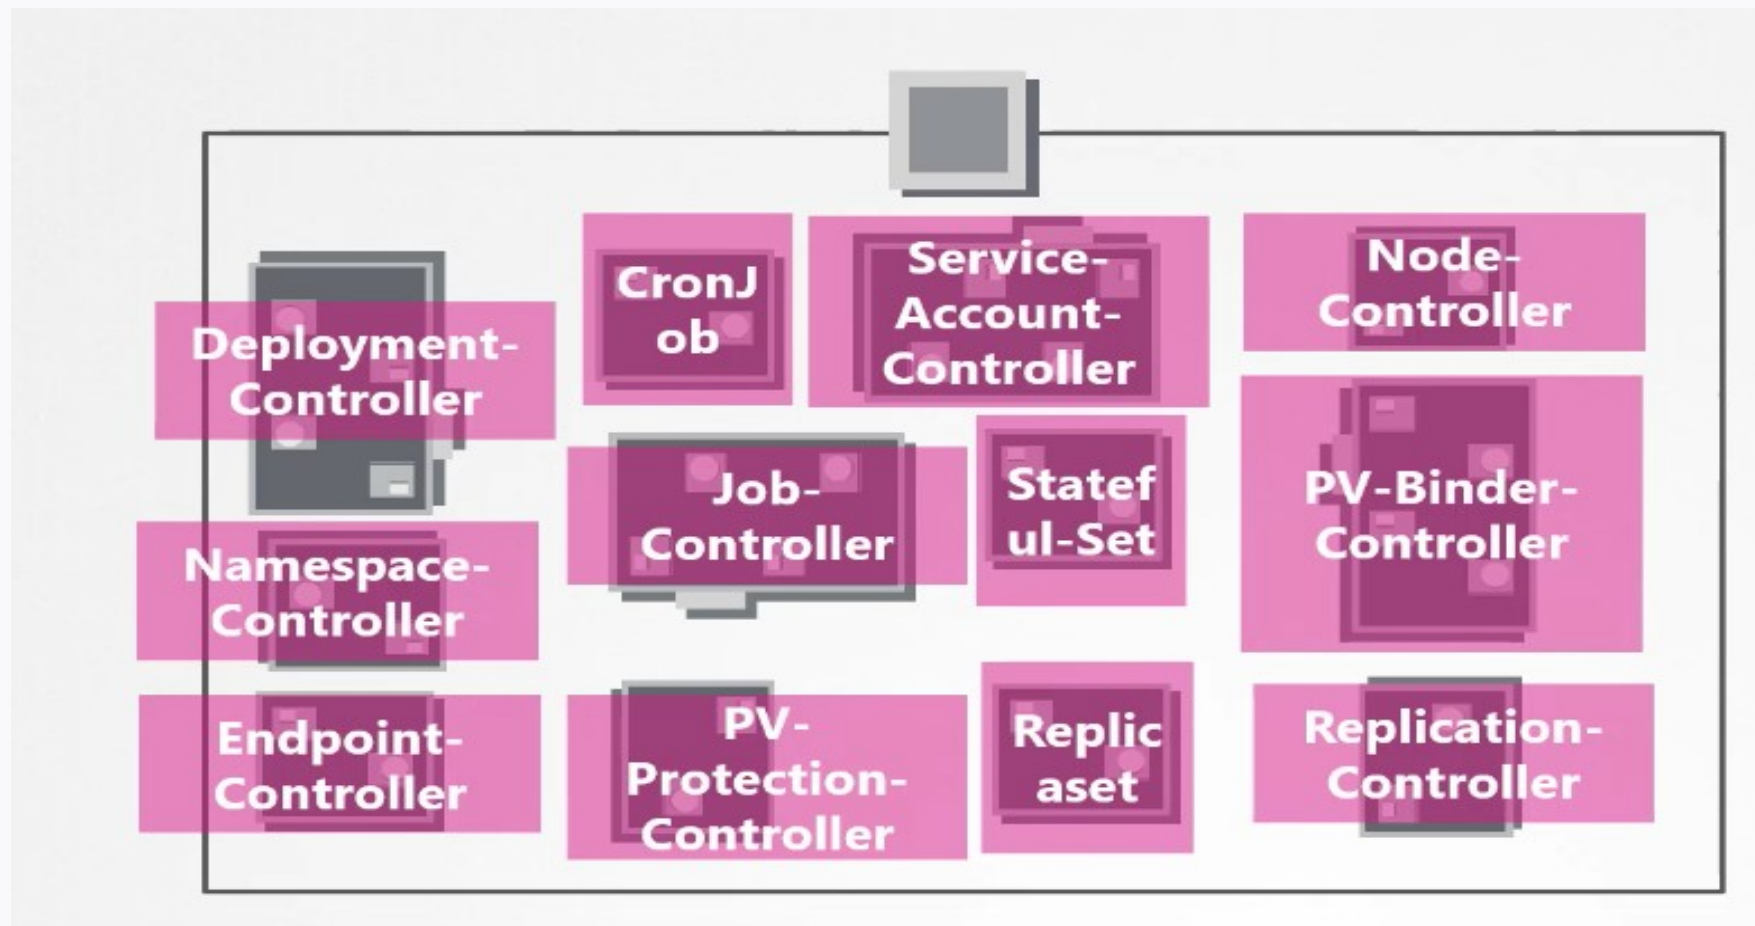 CronJ
ob
Service-
Account-
Controller
Node-
Controller
Deployment-
Controller
Job-
Controller
Statef
ul-Set
PV-Binder-
Controller
Namespace-
Controller
Endpoint-
Controller
PV-
Protection-
Controller
Replic
aset
Replication-
Controller